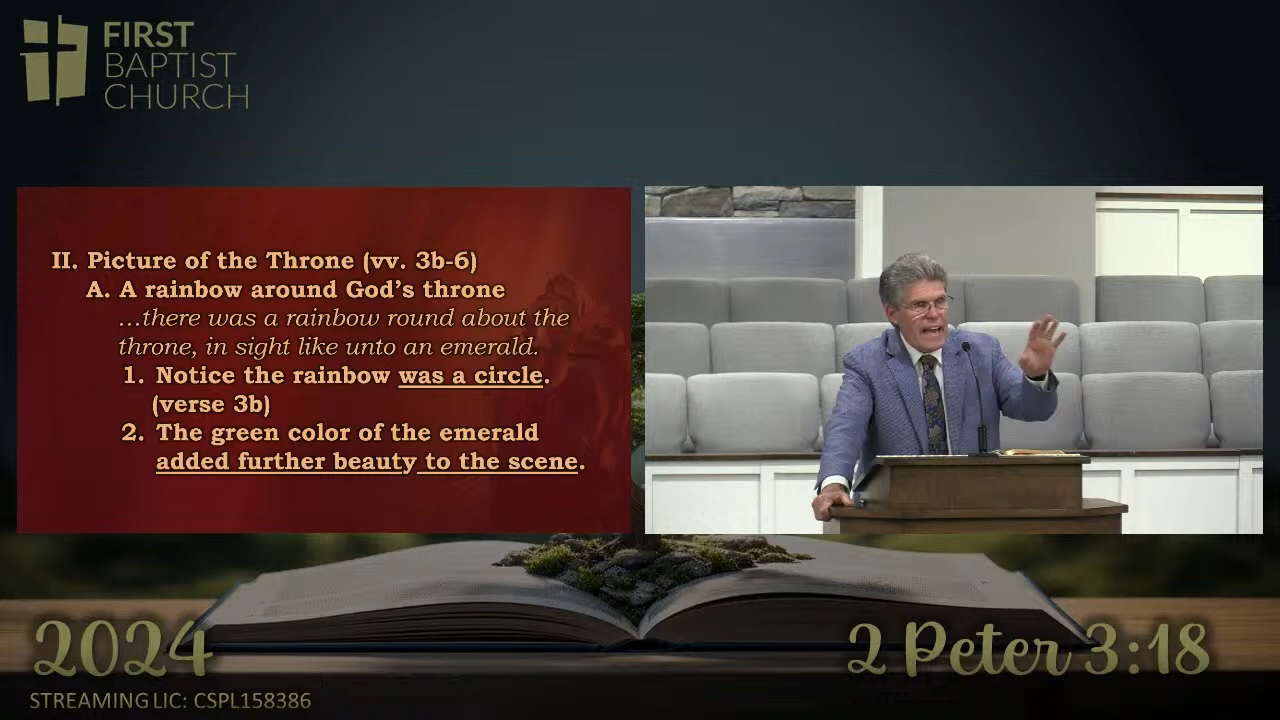 FIRST
BAPTIST
CHURCH
II. Picture of the Throne (vv. 3b-6)
A. A rainbow around God's throne
...there was a rainbow round about the
throne, in sight like unto an emerald.
1. Notice the rainbow was a circle.
(verse 3b)
2. The green color of the emerald
added further beauty to the scene.
2024
2 Peter 3:18
STREAMING LIC: CSPL158386